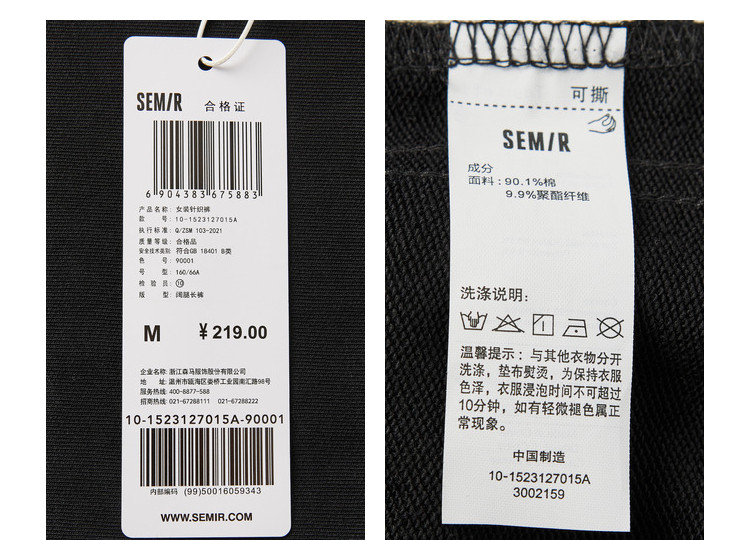 SEMIR 合格证
6 904383 675883
产品名称: 女装针织裤
款 号: 10-1523127015A
执行标准: Q/ZSM 103-2021
质量等级: 合格品
安全技术类别: 符合GB 18401 B类
色 号: 90001
号 型: 160/66A
检 验 员: 10
版 型: 阔腿长裤
M ¥219.00
企业名称: 浙江森马服饰股份有限公司
地 址: 温州市瓯海区娄桥工业园南汇路98号
服务热线: 400-8877-588
招商热线: 021-67288111 021-67288222
10-1523127015A-90001
内部编码 (99)50016059343
WWW.SEMIR.COM
可撕
SEMIR
成分
面料: 90.1%棉
9.9%聚酯纤维
洗涤说明:
温馨提示: 与其他衣物分开
洗涤, 垫布熨烫, 为保持衣服
色泽, 衣服浸泡时间不可超过
10分钟, 如有轻微褪色属正
常现象。
中国制造
10-1523127015A
3002159